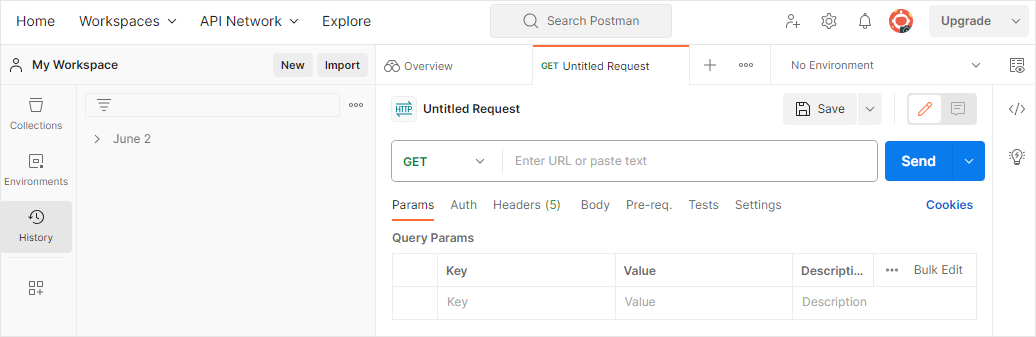 Home Workspaces API Network Explore Search Postman Upgrade
My Workspace New Import Overview GET Untitled Request No Environment
Collections
Environments
History
June 2
HTTP Untitled Request Save
GET Enter URL or paste text Send
Params Auth Headers (5) Body Pre-req. Tests Settings Cookies
Query Params
Key Value Descripti... Bulk Edit
Key Value Description